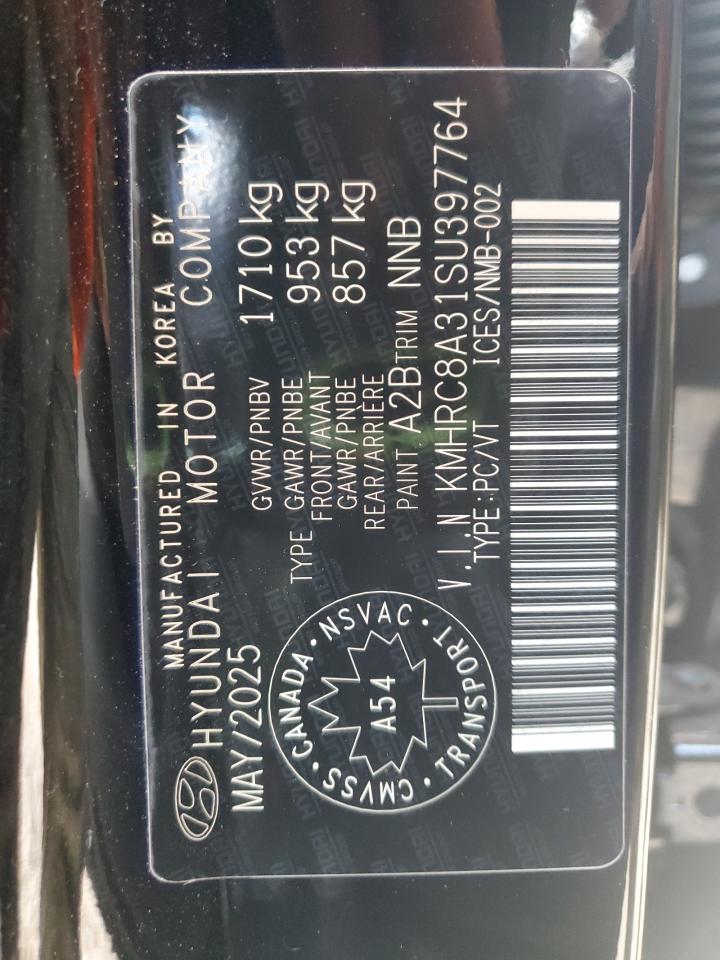 MANUFACTURED IN KOREA BY
HYUNDAI MOTOR COMPANY
MAY/2025
GVWR/PNBV 1710 kg
TYPE GAWR/PNBE 953 kg
FRONT/AVANT
GAWR/PNBE 857 kg
REAR/ARRIÈRE
PAINT A2B TRIM NNB
V.I.N KMHRC8A31SU397764
TYPE:PC/VT ICES/NMB-002
CANADA · NSVAC · TRANSPORT · CMVSS ·
A54